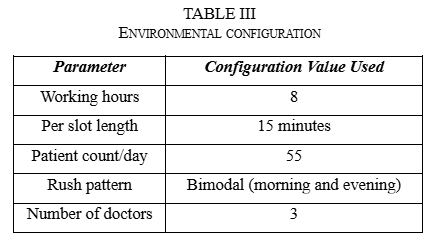 TABLE III
ENVIRONMENTAL CONFIGURATION
Parameter Configuration Value Used
Working hours 8
Per slot length 15 minutes
Patient count/day 55
Rush pattern Bimodal (morning and evening)
Number of doctors 3